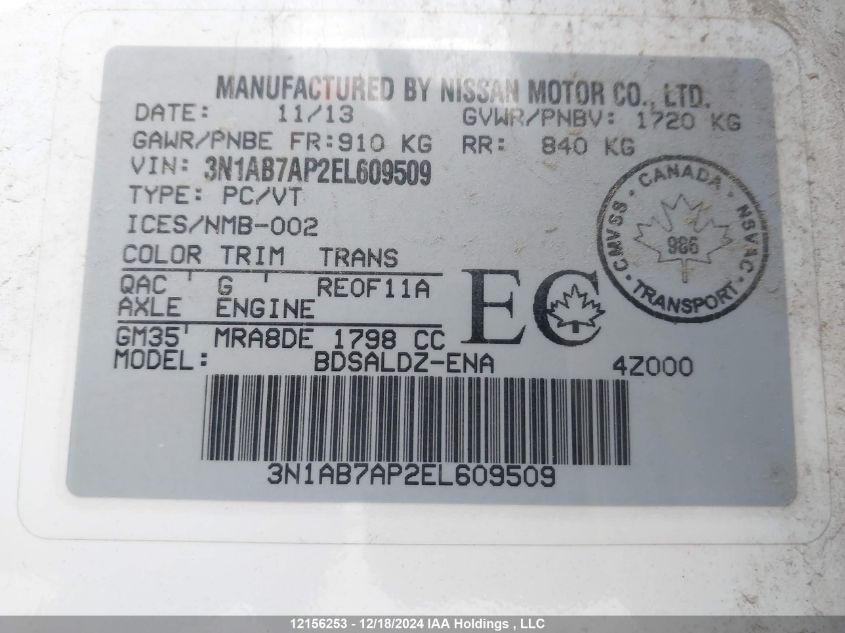 MANUFACTURED BY NISSAN MOTOR CO., LTD.
DATE: 11/13 GVWR/PNBV: 1720 KG
GAWR/PNBE FR:910 KG RR: 840 KG
VIN: 3N1AB7AP2EL609509
TYPE: PC/VT
ICES/NMB-002
COLOR TRIM TRANS
QAC ' G ' RE0F11A
AXLE ENGINE
GM35' MRA8DE 1798 CC
MODEL: BDSALDZ-ENA 4Z000
EC
CANADA · NSVAC · TRANSPORT · CMVSS ·
986
3N1AB7AP2EL609509
12156253 - 12/18/2024 IAA Holdings , LLC